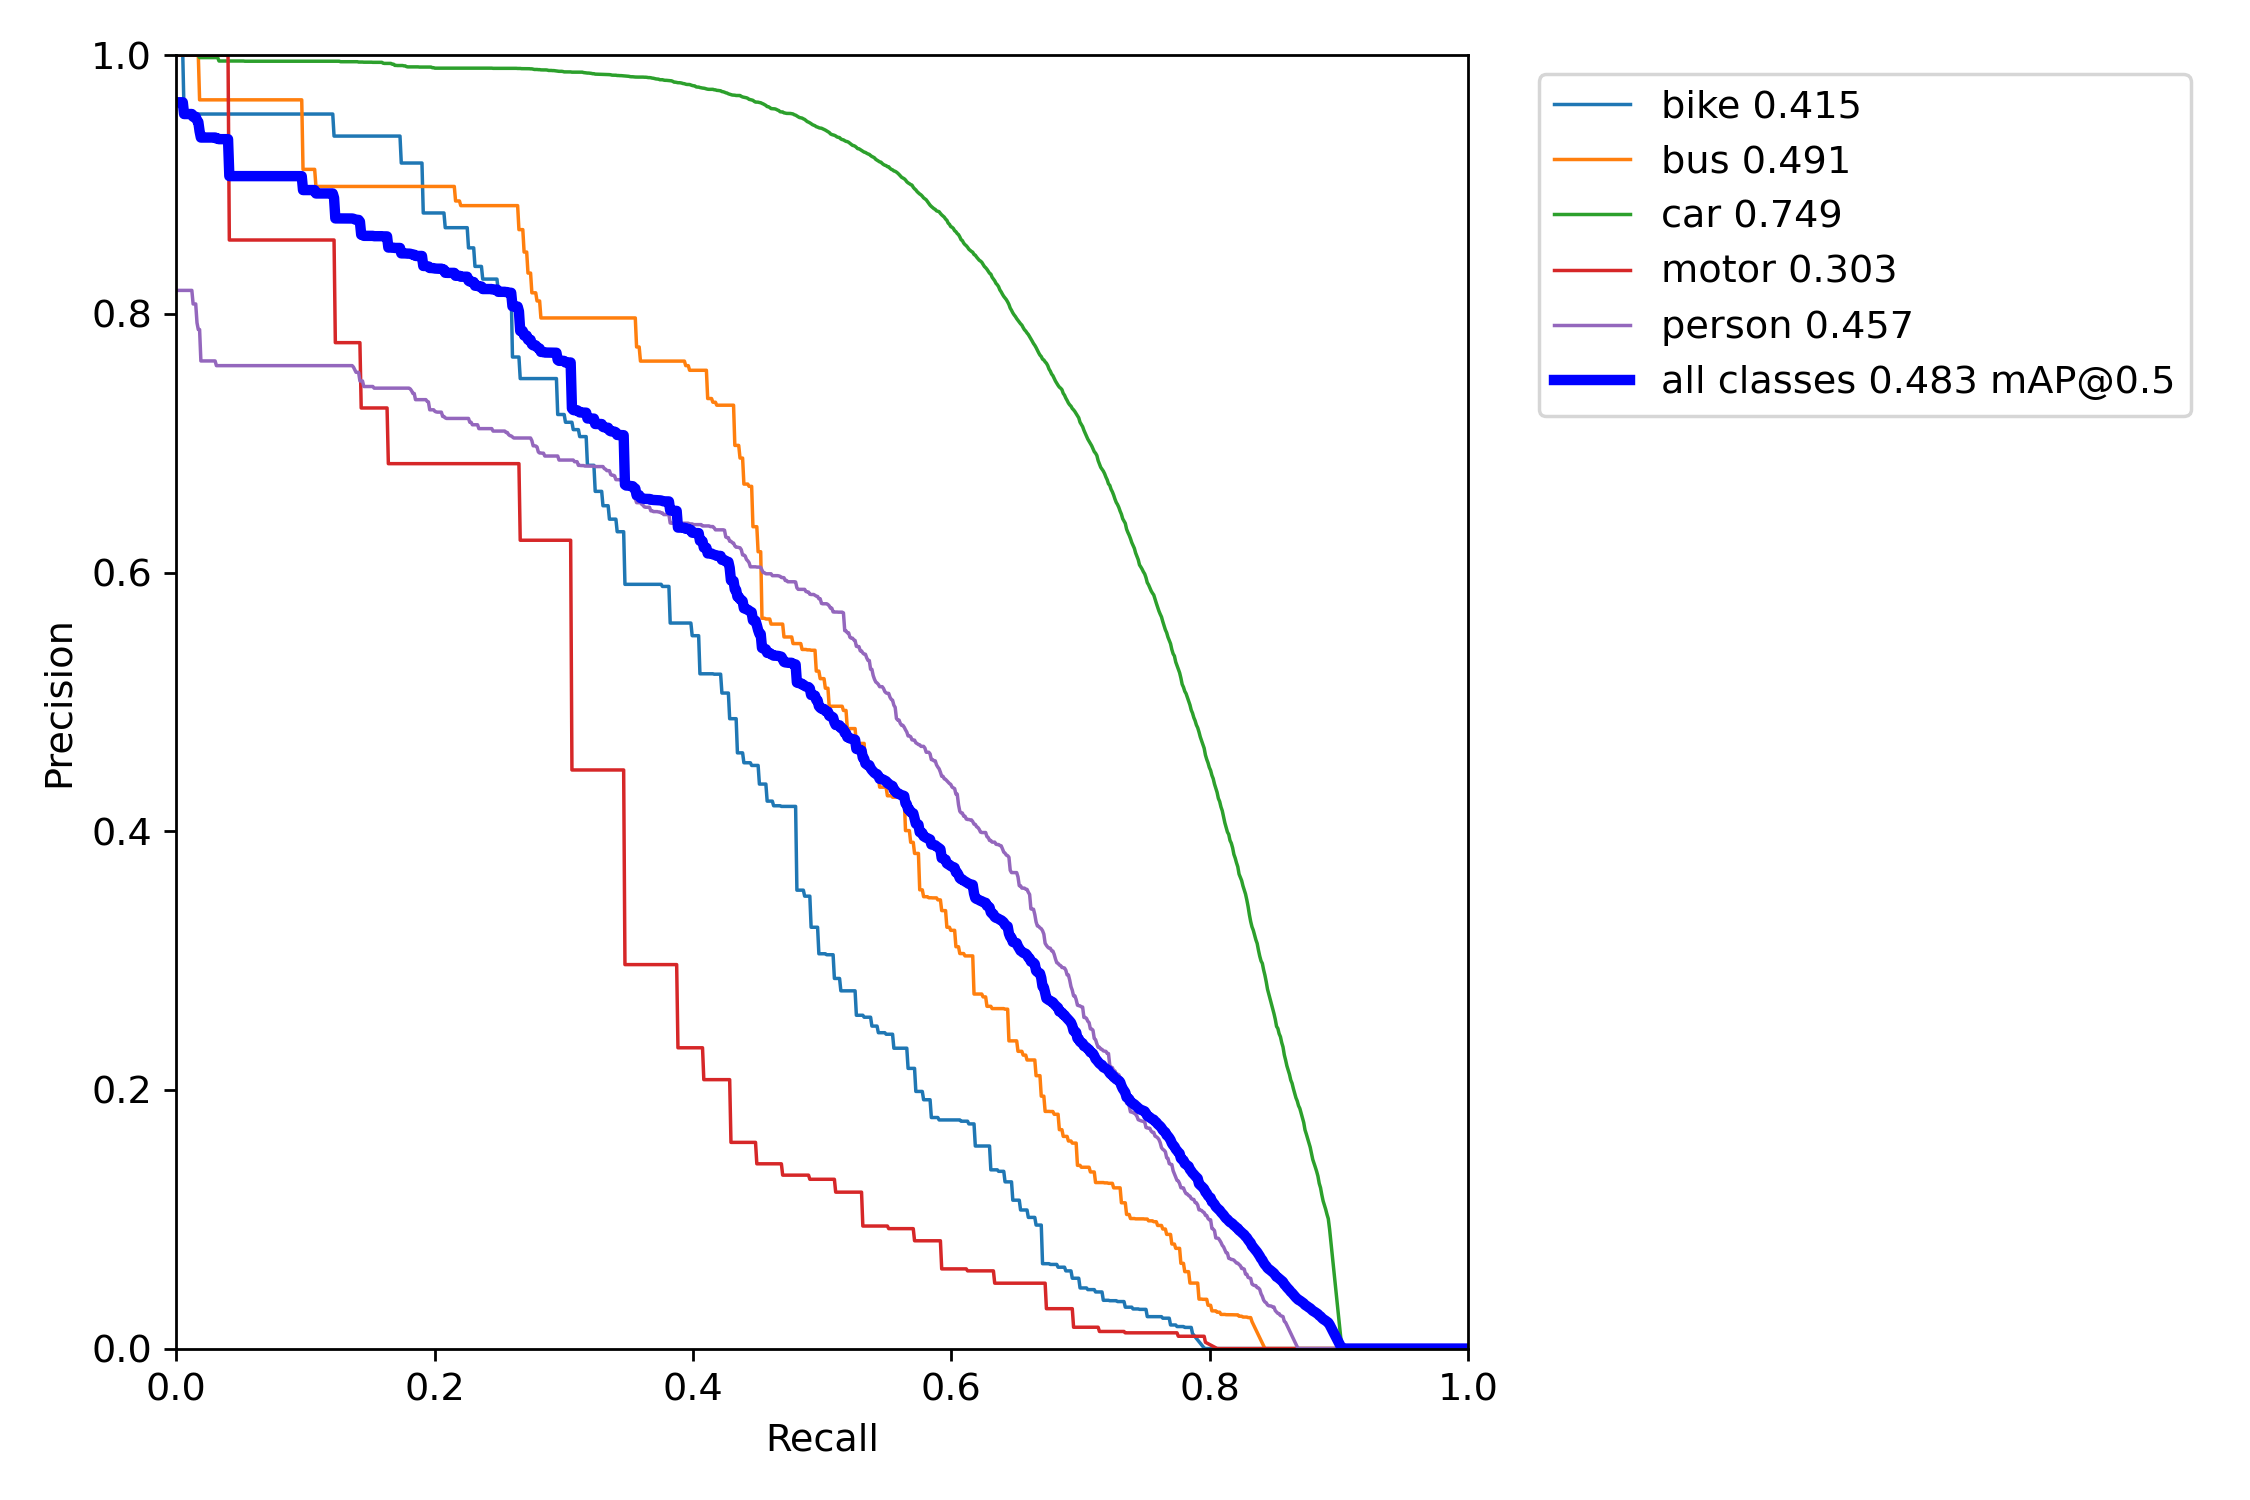 1.0
0.8
0.6
0.4
0.2
0.0
Precision
0.0 0.2 0.4 0.6 0.8 1.0
Recall
bike 0.415
bus 0.491
car 0.749
motor 0.303
person 0.457
all classes 0.483 mAP@0.5